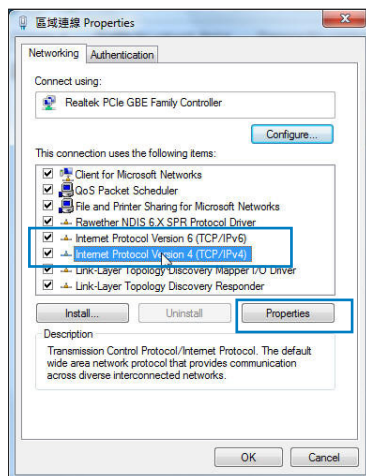 區域連線 Properties
Networking
Authentication
Connect using:
Realtek PCIe GBE Family Controller
Configure...
This connection uses the following items:
Client for Microsoft Networks
QoS Packet Scheduler
File and Printer Sharing for Microsoft Networks
Rawether NDIS 6.X SPR Protocol Driver
Internet Protocol Version 6 (TCP/IPv6)
Internet Protocol Version 4 (TCP/IPv4)
Link-Layer Topology Discovery Mapper I/O Driver
Link-Layer Topology Discovery Responder
Install...
Uninstall
Properties
Description
Transmission Control Protocol/Internet Protocol. The default
wide area network protocol that provides communication
across diverse interconnected networks.
OK
Cancel